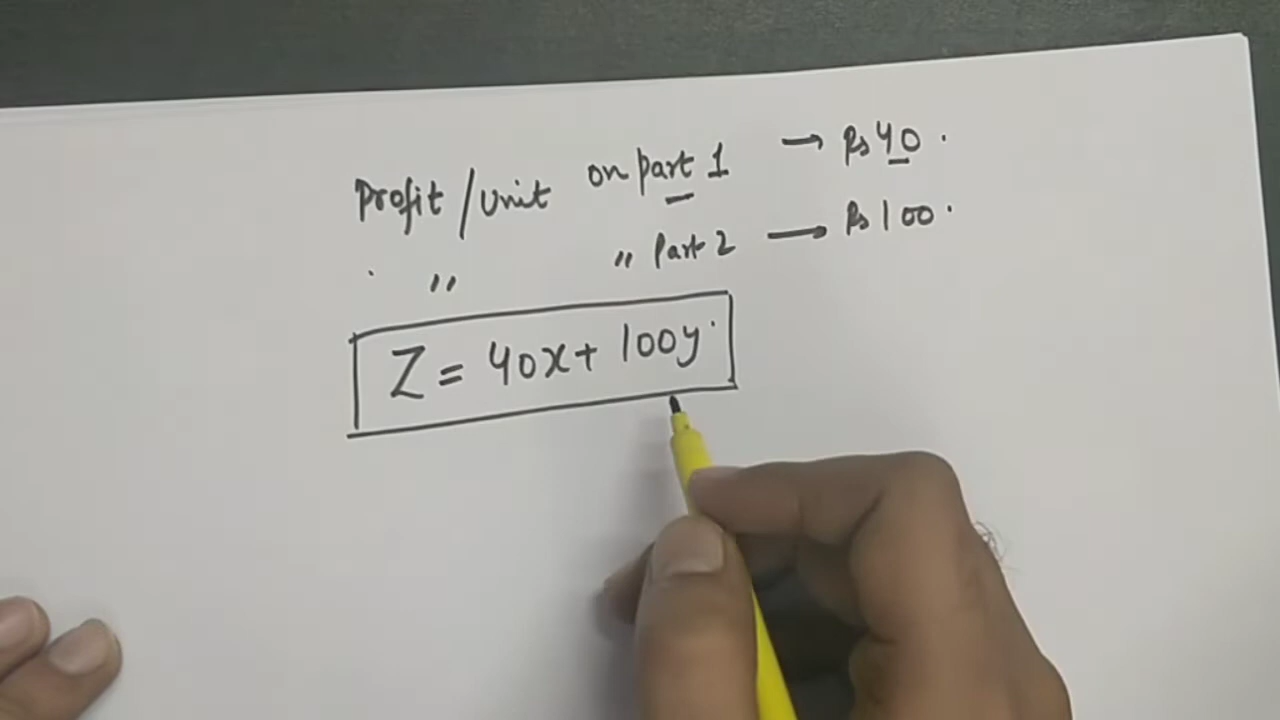 Profit/Unit on part 1 → Rs 40.
" " Part 2 → Rs 100.
Z = 40x + 100y.